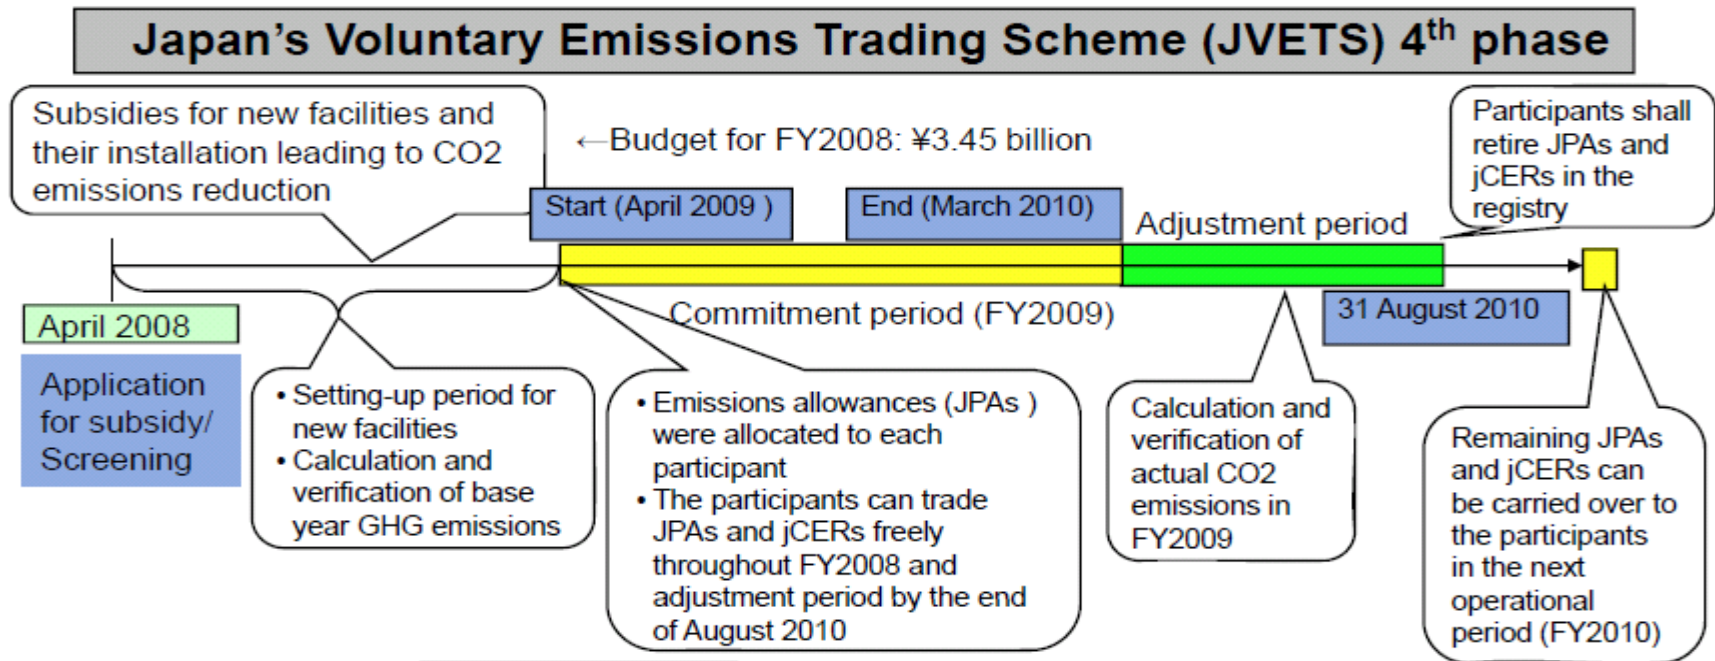 Japan's Voluntary Emissions Trading Scheme (JVETS) 4th phase
Subsidies for new facilities and
their installation leading to CO2
emissions reduction
←Budget for FY2008: ¥3.45 billion
Participants shall
retire JPAs and
jCERs in the
registry
Start (April 2009 )
End (March 2010)
Adjustment period
April 2008
Commitment period (FY2009)
31 August 2010
Application
for subsidy/
Screening
• Setting-up period for
new facilities
• Calculation and
verification of base
year GHG emissions
• Emissions allowances (JPAs )
were allocated to each
participant
• The participants can trade
JPAs and jCERs freely
throughout FY2008 and
adjustment period by the end
of August 2010
Calculation and
verification of
actual CO2
emissions in
FY2009
Remaining JPAs
and jCERs can
be carried over to
the participants
in the next
operational
period (FY2010)